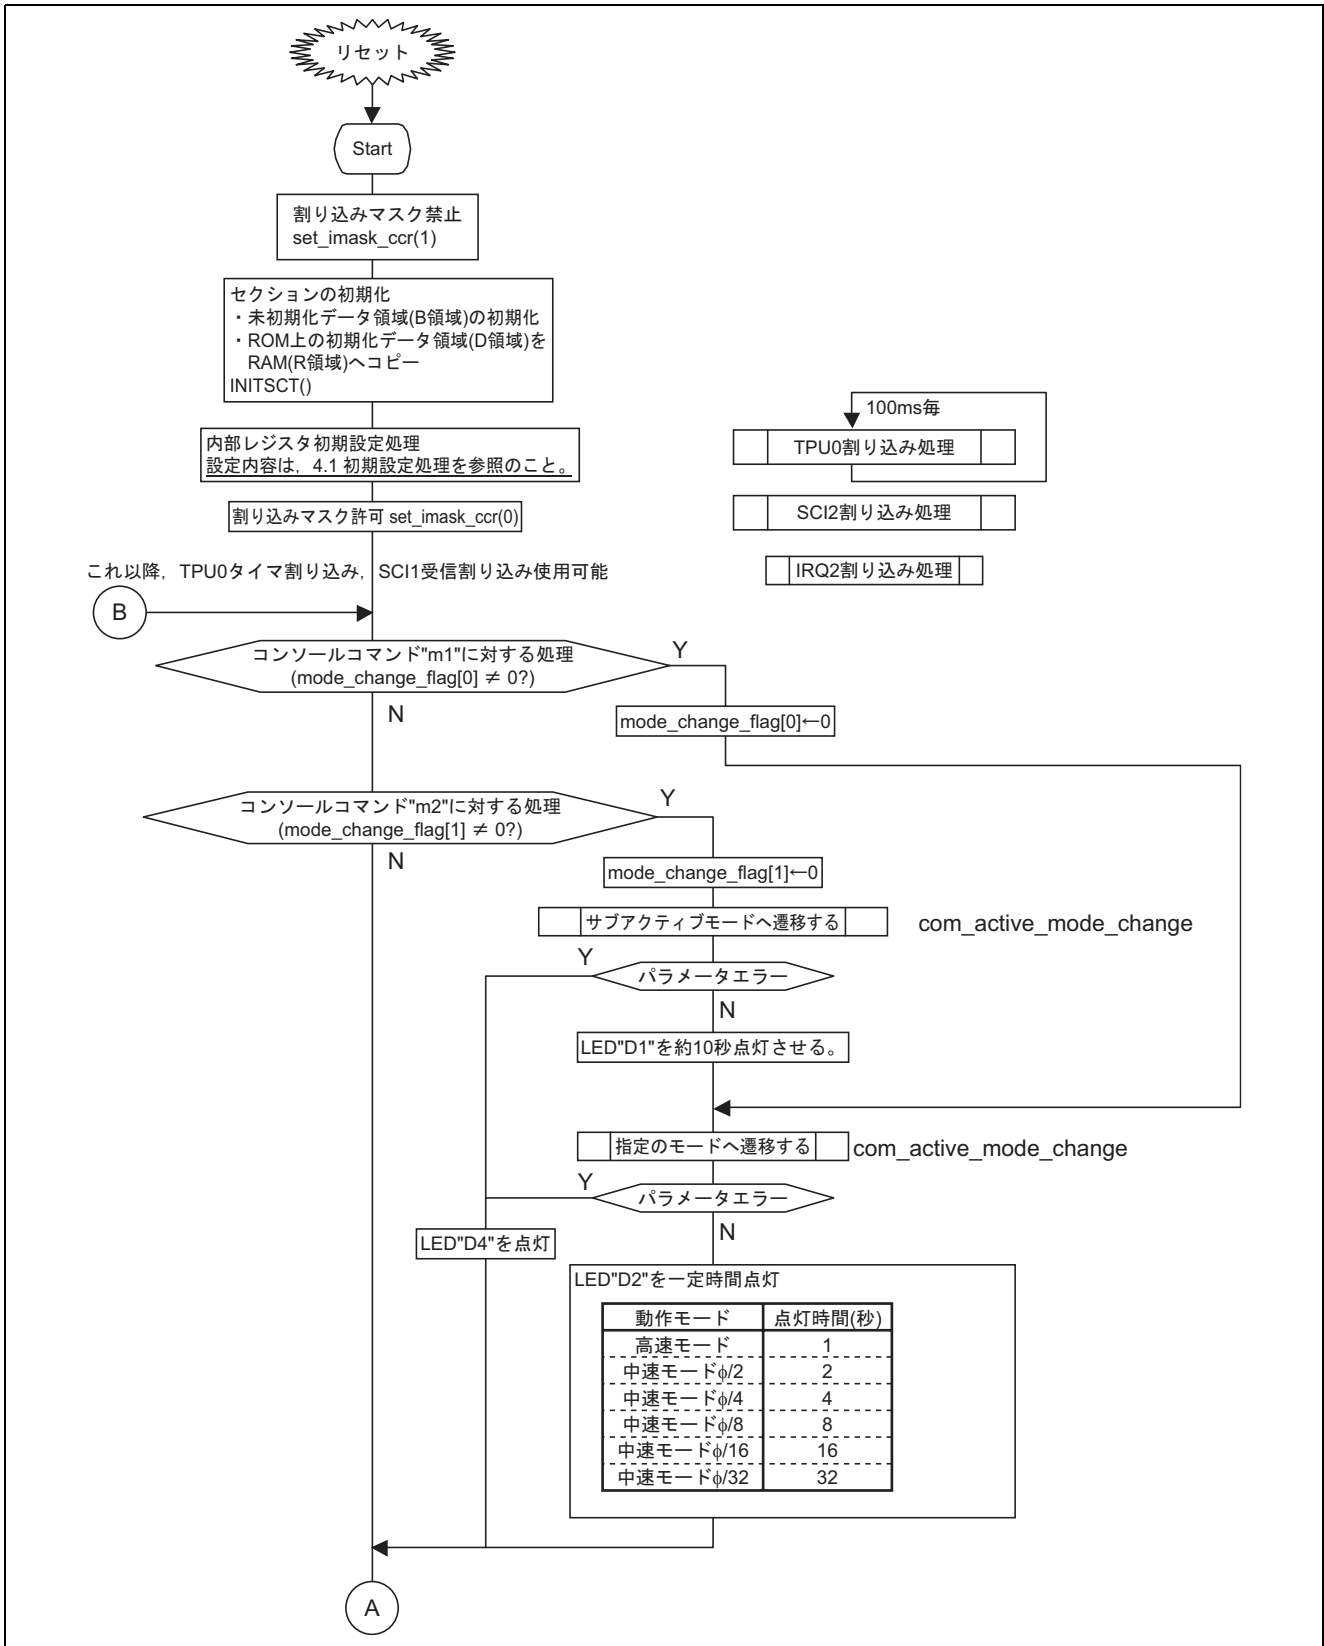 リセット
Start
割り込みマスク禁止
set_imask_ccr(1)
セクションの初期化
・未初期化データ領域(B領域)の初期化
・ROM上の初期化データ領域(D領域)を
RAM(R領域)へコピー
INITSCT()
内部レジスタ初期設定処理
設定内容は，4.1 初期設定処理を参照のこと。
割り込みマスク許可 set_imask_ccr(0)
100ms毎
TPU0割り込み処理
SCI2割り込み処理
IRQ2割り込み処理
これ以降，TPU0タイマ割り込み，SCI1受信割り込み使用可能
B
コンソールコマンド"m1"に対する処理
(mode_change_flag[0] ≠ 0?)
Y
N
mode_change_flag[0]←0
コンソールコマンド"m2"に対する処理
(mode_change_flag[1] ≠ 0?)
Y
N
mode_change_flag[1]←0
サブアクティブモードへ遷移する
com_active_mode_change
Y
パラメータエラー
N
LED"D1"を約10秒点灯させる。
指定のモードへ遷移する
com_active_mode_change
Y
パラメータエラー
N
LED"D4"を点灯
LED"D2"を一定時間点灯
動作モード 点灯時間(秒)
高速モード 1
中速モードφ/2 2
中速モードφ/4 4
中速モードφ/8 8
中速モードφ/16 16
中速モードφ/32 32
A